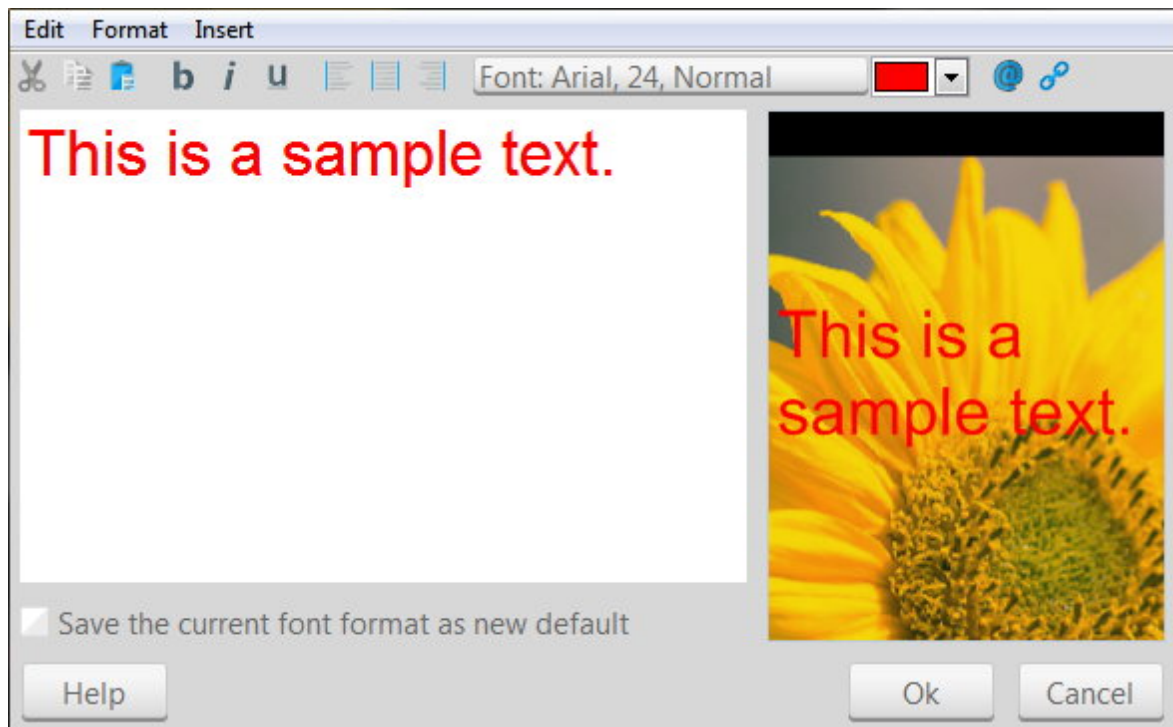 Edit Format Insert
b i u Font: Arial, 24, Normal @
This is a sample text.
This is a
sample text.
Save the current font format as new default
Help Ok Cancel